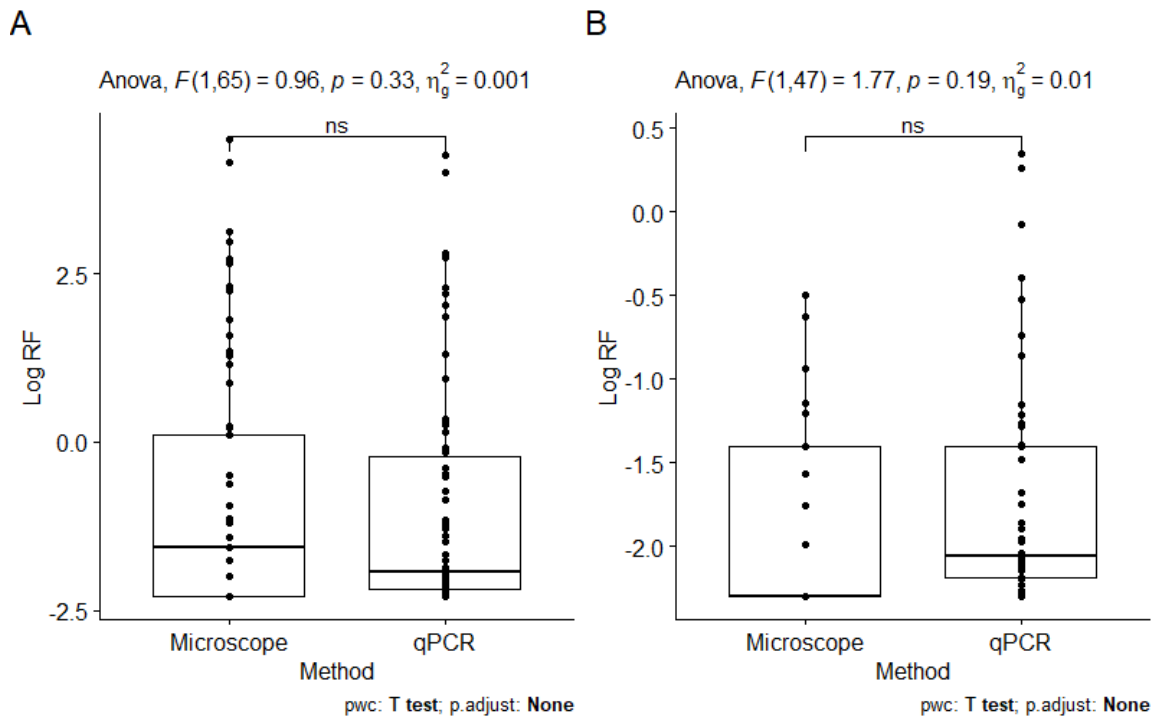 A
Anova, F(1,65) = 0.96, p = 0.33, η²g = 0.001
ns
Log RF
2.5
0.0
-2.5
Microscope
qPCR
Method
pwc: T test; p.adjust: None
B
Anova, F(1,47) = 1.77, p = 0.19, η²g = 0.01
ns
Log RF
0.5
0.0
-0.5
-1.0
-1.5
-2.0
Microscope
qPCR
Method
pwc: T test; p.adjust: None